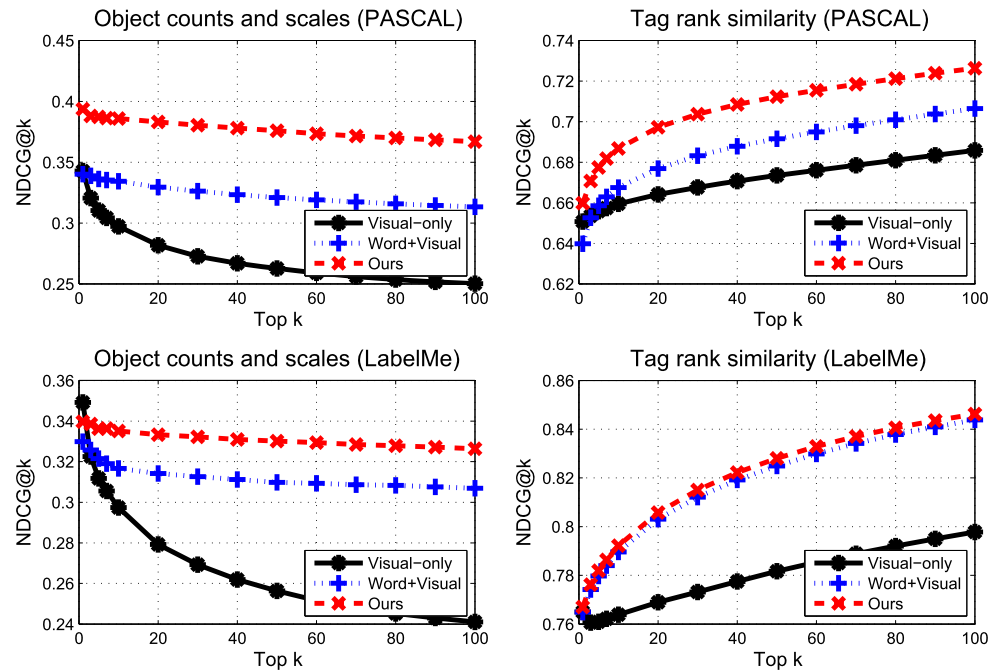 Object counts and scales (PASCAL)
NDCG@k
0.45
0.4
0.35
0.3
0.25
0 20 40 60 80 100
Top k
Visual−only
Word+Visual
Ours
Tag rank similarity (PASCAL)
NDCG@k
0.74
0.72
0.7
0.68
0.66
0.64
0.62
0 20 40 60 80 100
Top k
Visual−only
Word+Visual
Ours
Object counts and scales (LabelMe)
NDCG@k
0.36
0.34
0.32
0.3
0.28
0.26
0.24
0 20 40 60 80 100
Top k
Visual−only
Word+Visual
Ours
Tag rank similarity (LabelMe)
NDCG@k
0.86
0.84
0.82
0.8
0.78
0.76
0 20 40 60 80 100
Top k
Visual−only
Word+Visual
Ours